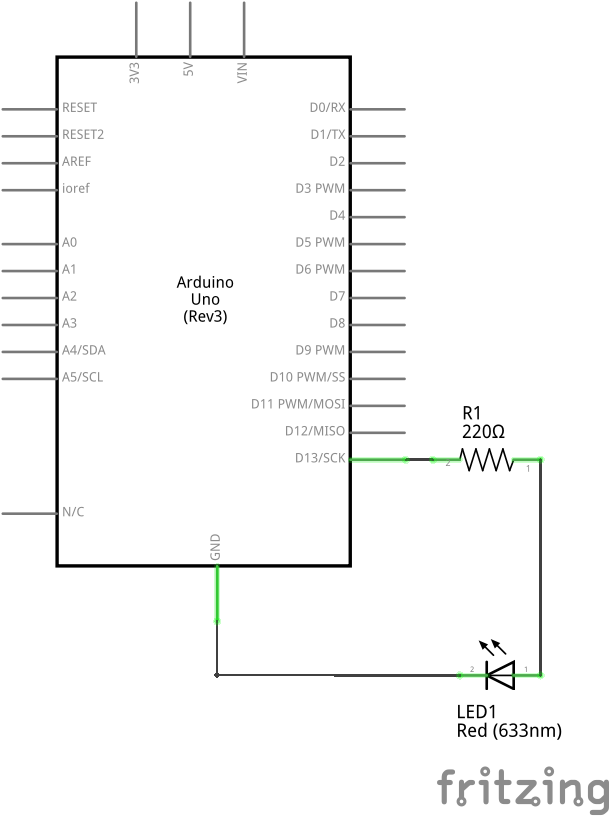 3V3
5V
VIN
RESET
RESET2
AREF
ioref
A0
A1
A2
A3
A4/SDA
A5/SCL
N/C
Arduino
Uno
(Rev3)
D0/RX
D1/TX
D2
D3 PWM
D4
D5 PWM
D6 PWM
D7
D8
D9 PWM
D10 PWM/SS
D11 PWM/MOSI
D12/MISO
D13/SCK
GND
R1
220Ω
2
1
2
1
LED1
Red (633nm)
fritzing